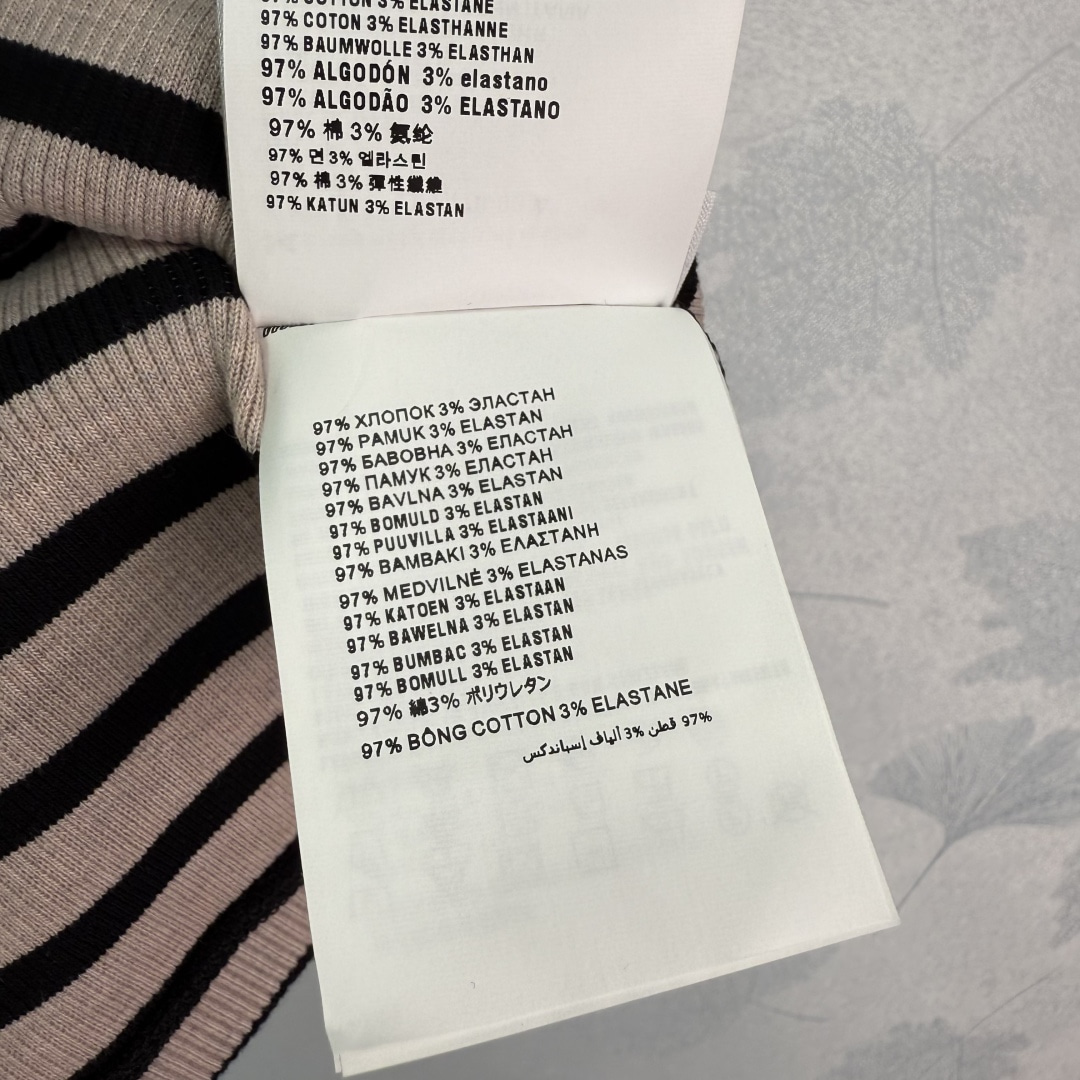 97% COTTON 3% ELASTANE
97% COTON 3% ELASTHANNE
97% BAUMWOLLE 3% ELASTHAN
97% ALGODÓN 3% elastano
97% ALGODÃO 3% ELASTANO
97% 棉 3% 氨纶
97% 면 3% 엘라스틴
97% 棉 3% 彈性纖維
97% KATUN 3% ELASTAN
97% ХЛОПОК 3% ЭЛАСТАН
97% PAMUK 3% ELASTAN
97% БАВОВНА 3% ЕЛАСТАН
97% ПАМУК 3% ЕЛАСТАН
97% BAVLNA 3% ELASTAN
97% BOMULD 3% ELASTAN
97% PUUVILLA 3% ELASTAANI
97% BAMBAKI 3% ΕΛΑΣΤΑΝΗ
97% MEDVILNĖ 3% ELASTANAS
97% KATOEN 3% ELASTAAN
97% BAWELNA 3% ELASTAN
97% BUMBAC 3% ELASTAN
97% BOMULL 3% ELASTAN
97% 綿3% ポリウレタン
97% BÔNG COTTON 3% ELASTANE
97% قطن 3% ألياف إسباندكس